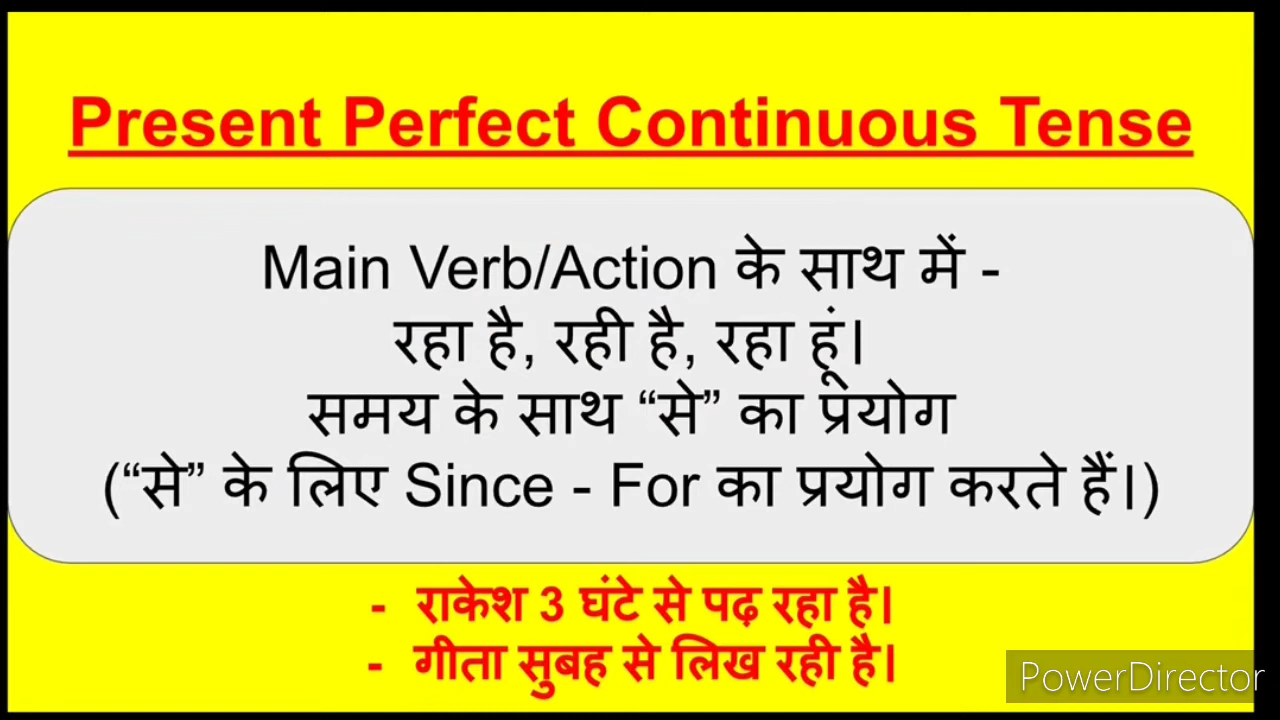 Present Perfect Continuous Tense
Main Verb/Action के साथ में -
रहा है, रही है, रहा हूं।
समय के साथ “से” का प्रयोग
(“से” के लिए Since - For का प्रयोग करते हैं।)
- राकेश 3 घंटे से पढ़ रहा है।
- गीता सुबह से लिख रही है।
PowerDirector